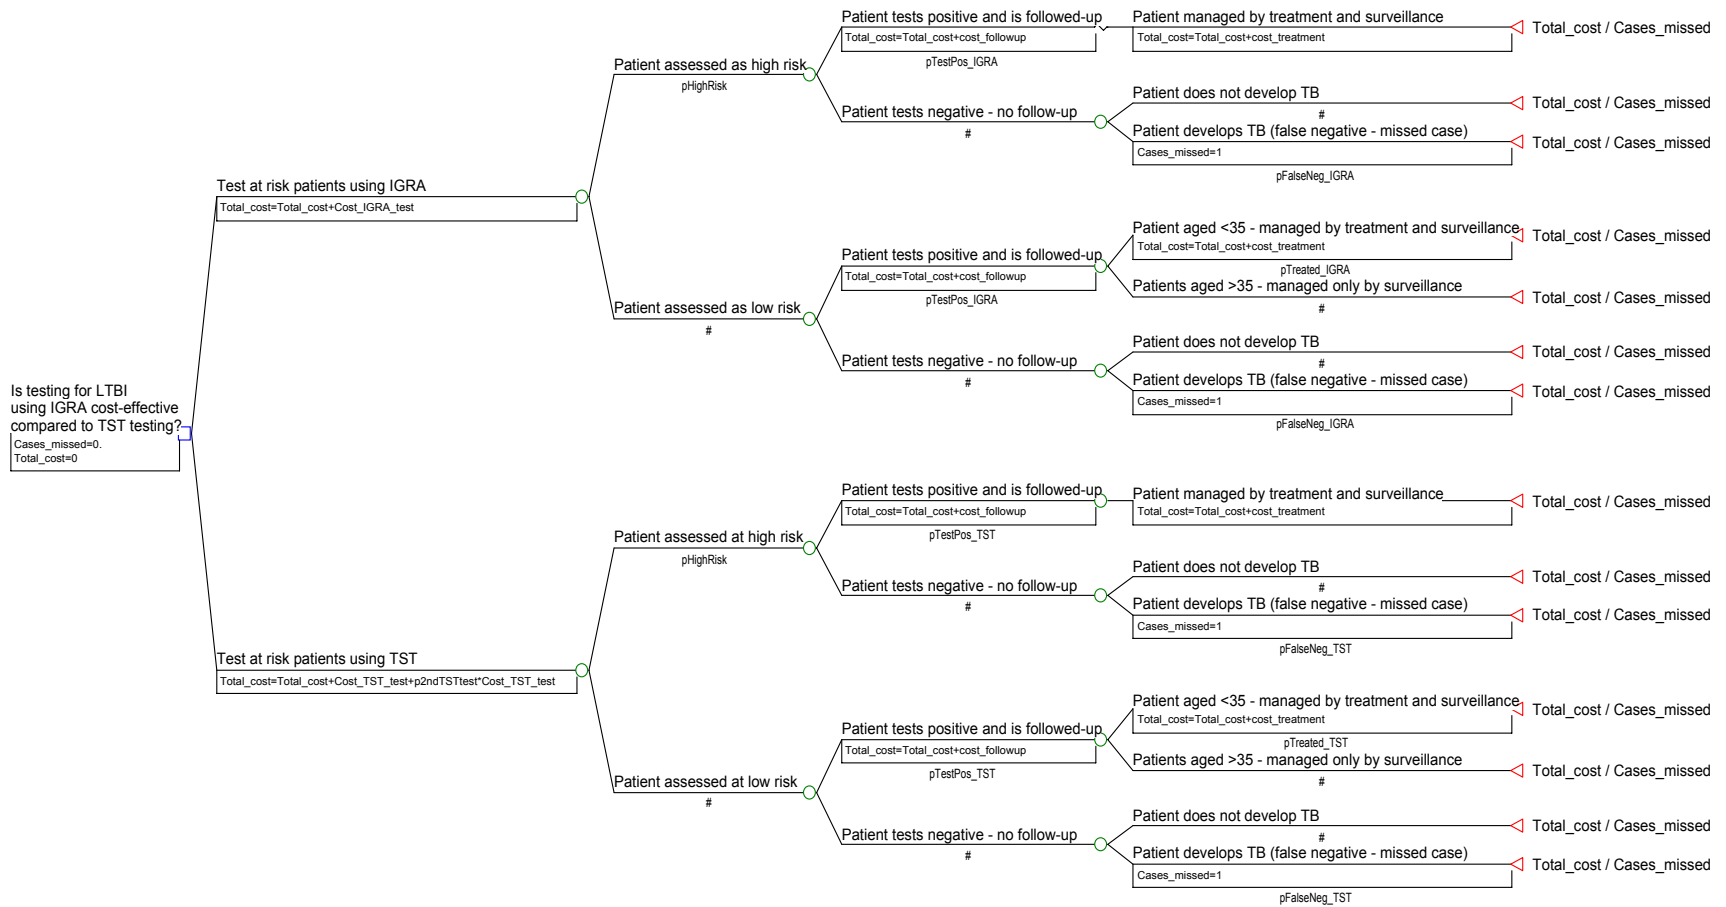 Is testing for LTBI
using IGRA cost-effective
compared to TST testing?
Cases_missed=0.
Total_cost=0
Test at risk patients using IGRA
Total_cost=Total_cost+Cost_IGRA_test
Patient assessed as high risk
pHighRisk
Patient tests positive and is followed-up
Total_cost=Total_cost+cost_followup
pTestPos_IGRA
Patient managed by treatment and surveillance
Total_cost=Total_cost+cost_treatment
Total_cost / Cases_missed
Patient tests negative - no follow-up
#
Patient does not develop TB
#
Total_cost / Cases_missed
Patient develops TB (false negative - missed case)
Cases_missed=1
pFalseNeg_IGRA
Total_cost / Cases_missed
Patient assessed as low risk
#
Patient tests positive and is followed-up
Total_cost=Total_cost+cost_followup
pTestPos_IGRA
Patient aged <35 - managed by treatment and surveillance
Total_cost=Total_cost+cost_treatment
pTreated_IGRA
Total_cost / Cases_missed
Patients aged >35 - managed only by surveillance
#
Total_cost / Cases_missed
Patient tests negative - no follow-up
#
Patient does not develop TB
#
Total_cost / Cases_missed
Patient develops TB (false negative - missed case)
Cases_missed=1
pFalseNeg_IGRA
Total_cost / Cases_missed
Test at risk patients using TST
Total_cost=Total_cost+Cost_TST_test+p2ndTSTtest*Cost_TST_test
Patient assessed at high risk
pHighRisk
Patient tests positive and is followed-up
Total_cost=Total_cost+cost_followup
pTestPos_TST
Patient managed by treatment and surveillance
Total_cost=Total_cost+cost_treatment
Total_cost / Cases_missed
Patient tests negative - no follow-up
#
Patient does not develop TB
#
Total_cost / Cases_missed
Patient develops TB (false negative - missed case)
Cases_missed=1
pFalseNeg_TST
Total_cost / Cases_missed
Patient assessed at low risk
#
Patient tests positive and is followed-up
Total_cost=Total_cost+cost_followup
pTestPos_TST
Patient aged <35 - managed by treatment and surveillance
Total_cost=Total_cost+cost_treatment
pTreated_TST
Total_cost / Cases_missed
Patients aged >35 - managed only by surveillance
#
Total_cost / Cases_missed
Patient tests negative - no follow-up
#
Patient does not develop TB
#
Total_cost / Cases_missed
Patient develops TB (false negative - missed case)
Cases_missed=1
pFalseNeg_TST
Total_cost / Cases_missed